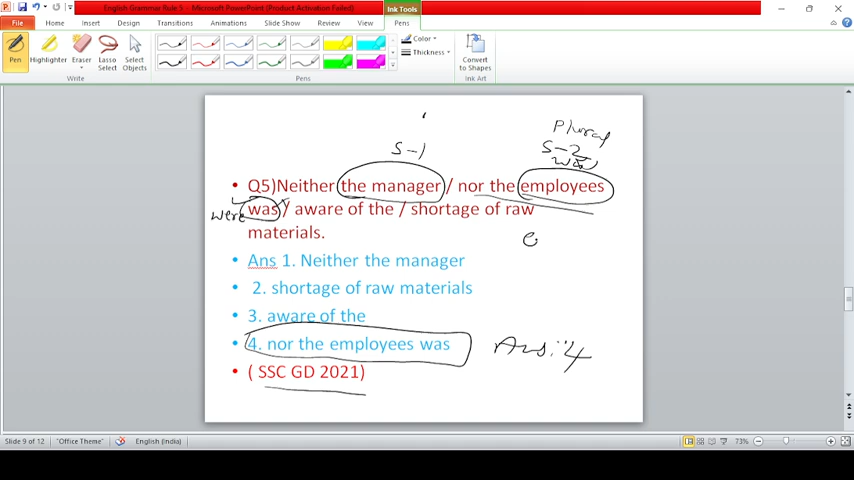 English Grammar Rule 5 - Microsoft PowerPoint (Product Activation Failed)
Ink Tools
File Home Insert Design Transitions Animations Slide Show Review View Pens
Pen Highlighter Eraser Lasso Select Select Objects
Write
Pens
Color
Thickness
Convert to Shapes
Ink Art
Plural
S-1
S-2
• Q5)Neither the manager / nor the employees
were
was / aware of the / shortage of raw
materials.
• Ans 1. Neither the manager
• 2. shortage of raw materials
• 3. aware of the
• 4. nor the employees was
Ans: 4
• ( SSC GD 2021)
Slide 9 of 12 "Office Theme" English (India) 73%